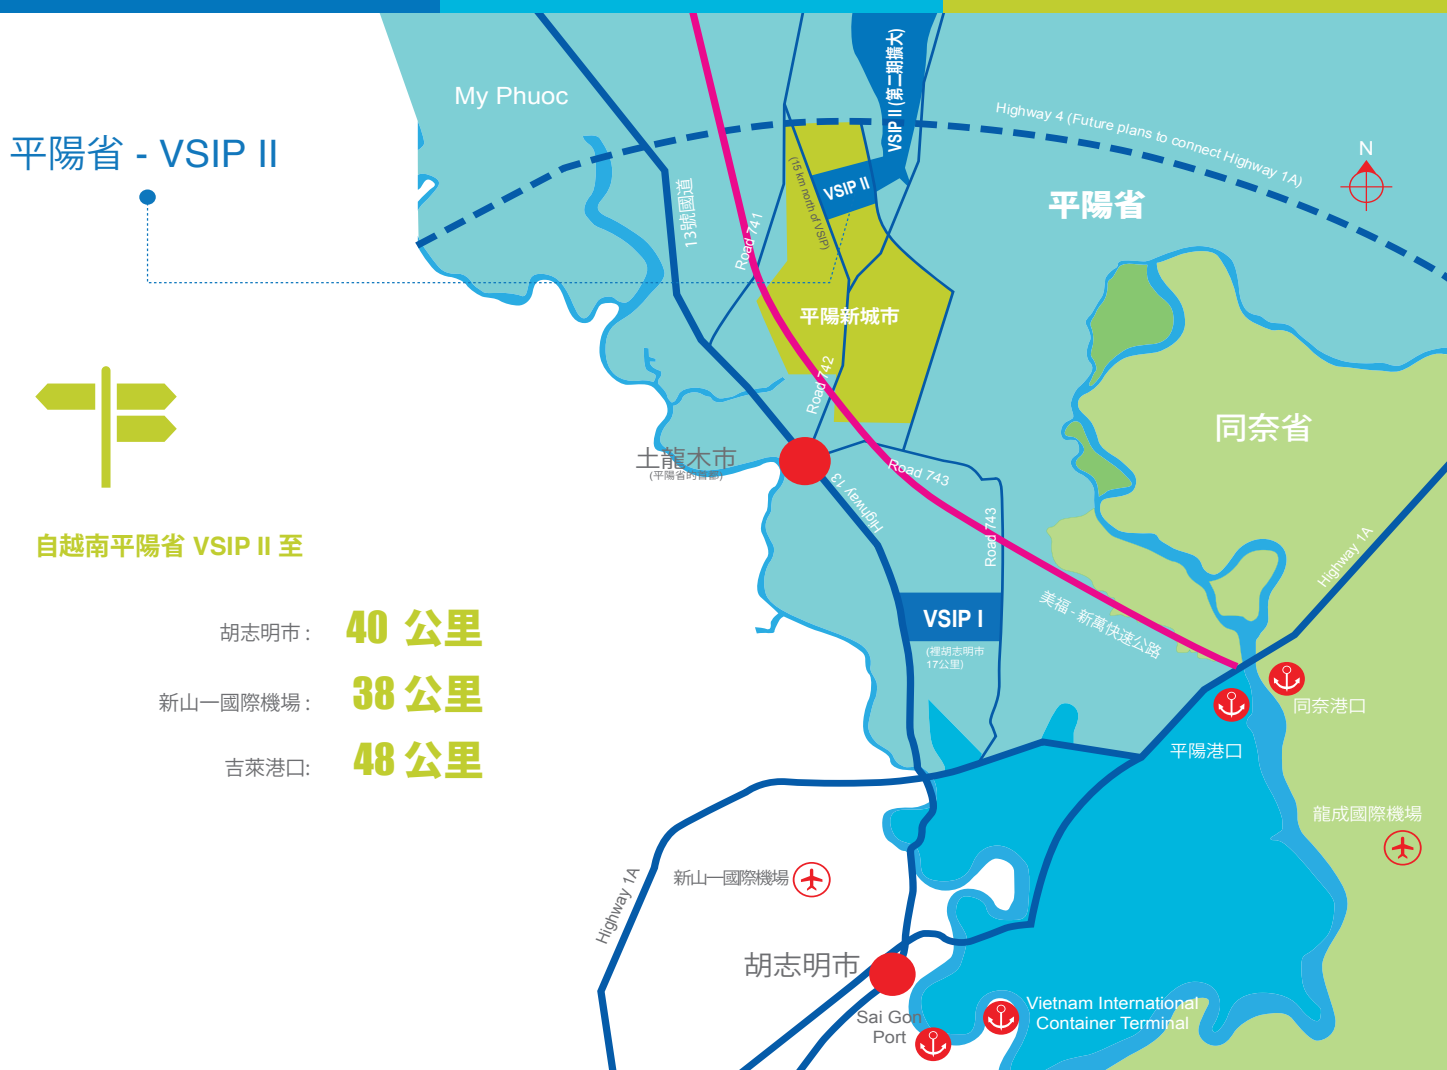 平陽省 - VSIP II
自越南平陽省 VSIP II 至
胡志明市 : 40 公里
新山一國際機場 : 38 公里
吉萊港口: 48 公里
My Phuoc
13號國道
Road 741
(15 km north of VSIP)
VSIP II
VSIP II (第二期擴大)
Highway 4 (Future plans to connect Highway 1A)
N
平陽省
平陽新城市
Road 742
同奈省
土龍木市
(平陽省的首都)
Highway 13
Road 743
Road 743
Highway 1A
VSIP I
(裡胡志明市
17公里)
美福 - 新萬快速公路
同奈港口
平陽港口
龍成國際機場
新山一國際機場
Highway 1A
胡志明市
Sai Gon
Port
Vietnam International
Container Terminal